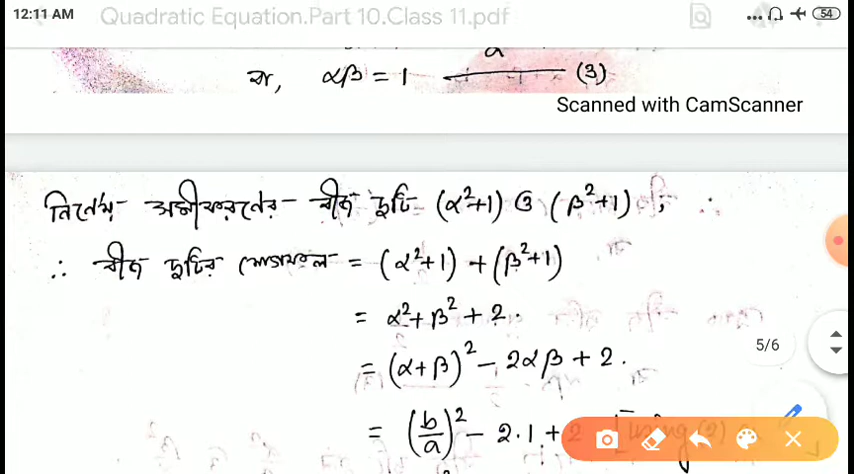 12:11 AM Quadratic Equation.Part 10.Class 11.pdf 54
বা, αβ = 1 (3)
Scanned with CamScanner
নির্ণেয় সমীকরণের বীজ দুটি (α²+1) ও (β²+1)
∴ বীজ দুটির যোগফল = (α²+1) + (β²+1)
= α²+β²+2.
= (α+β)² − 2αβ + 2.
5/6
= (b/a)² − 2.1 + 2